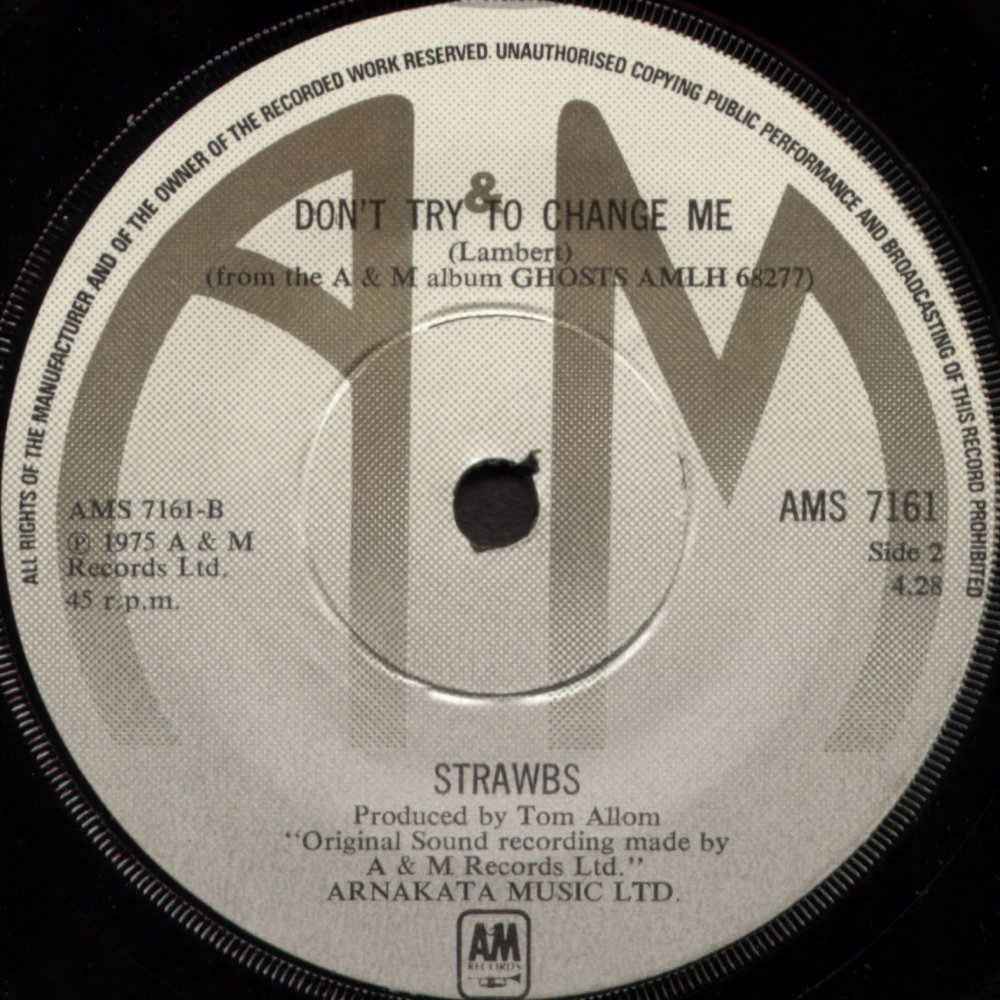 ALL RIGHTS OF THE MANUFACTURER AND OF THE OWNER OF THE RECORDED WORK RESERVED. UNAUTHORISED COPYING PUBLIC PERFORMANCE AND BROADCASTING OF THIS RECORD PROHIBITED
A & M
DON'T TRY TO CHANGE ME
(Lambert)
(from the A & M album GHOSTS AMLH 68277)
AMS 7161-B
℗ 1975 A & M
Records Ltd.
45 r.p.m.
AMS 7161
Side 2
4.28
STRAWBS
Produced by Tom Allom
"Original Sound recording made by
A & M Records Ltd."
ARNAKATA MUSIC LTD.
A&M
RECORDS